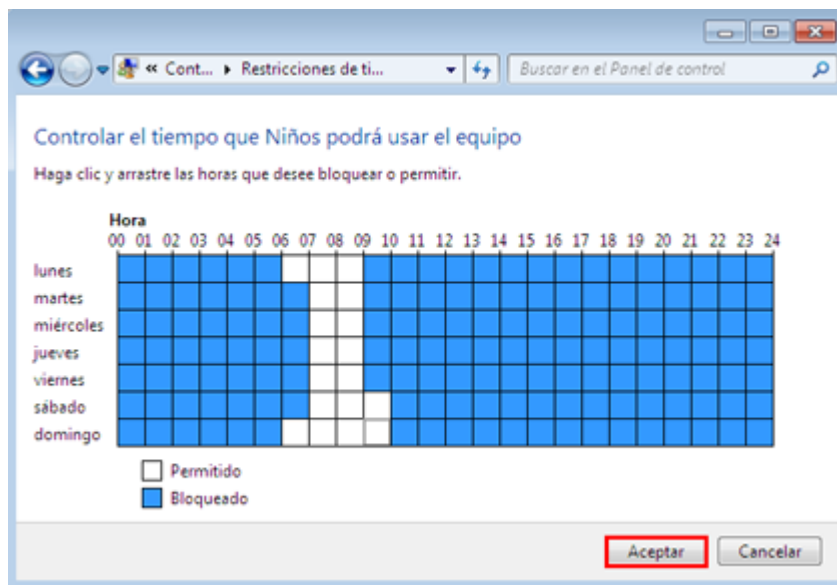 « Cont... ▸ Restricciones de ti... Buscar en el Panel de control
Controlar el tiempo que Niños podrá usar el equipo
Haga clic y arrastre las horas que desee bloquear o permitir.
Hora
00 01 02 03 04 05 06 07 08 09 10 11 12 13 14 15 16 17 18 19 20 21 22 23 24
lunes
martes
miércoles
jueves
viernes
sábado
domingo
Permitido
Bloqueado
Aceptar Cancelar